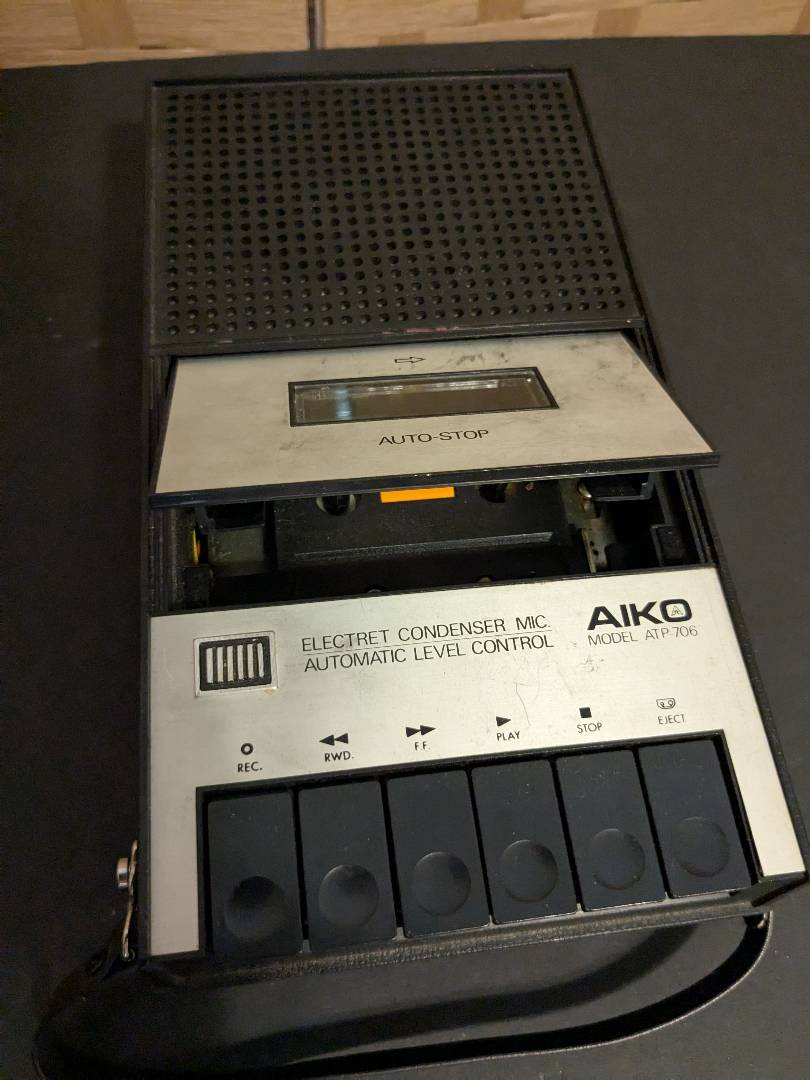 AUTO-STOP
ELECTRET CONDENSER MIC.
AUTOMATIC LEVEL CONTROL
AIKO
MODEL ATP-706
REC.
RWD.
F.F.
PLAY
STOP
EJECT